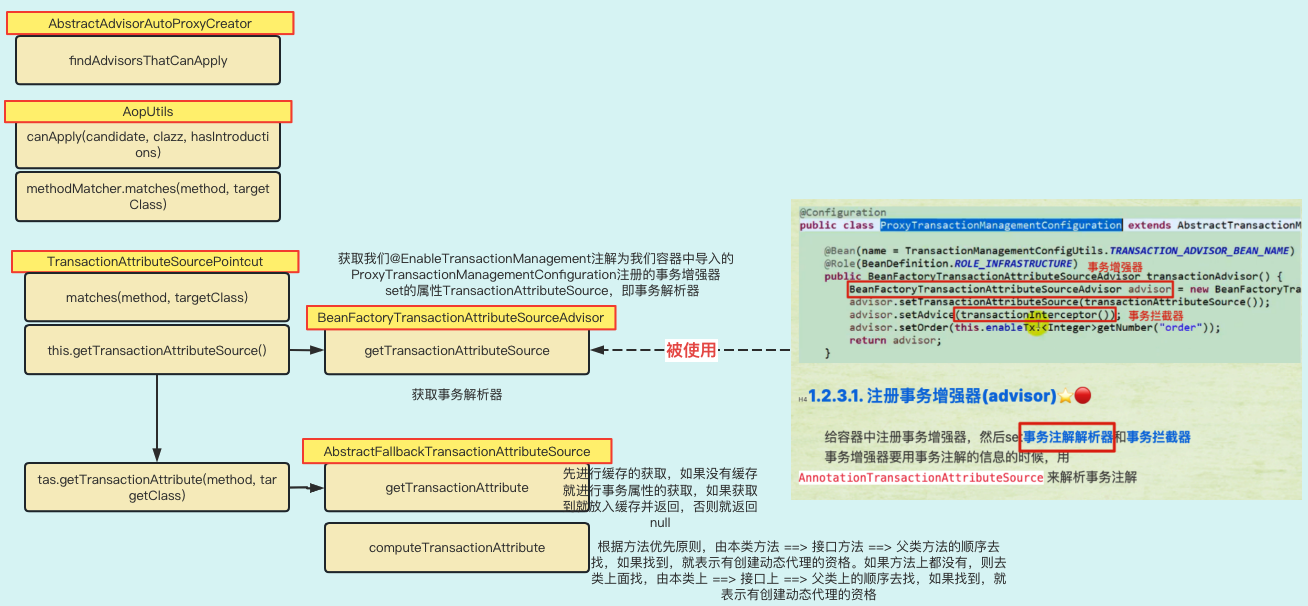 AbstractAdvisorAutoProxyCreator
findAdvisorsThatCanApply
AopUtils
canApply(candidate, clazz, hasIntroducti
ons)
methodMatcher.matches(method, target
Class)
TransactionAttributeSourcePointcut
matches(method, targetClass)
this.getTransactionAttributeSource()
tas.getTransactionAttribute(method, tar
getClass)
获取我们@EnableTransactionManagement注解为我们容器中导入的
ProxyTransactionManagementConfiguration注册的事务增强器
set的属性TransactionAttributeSource，即事务解析器
BeanFactoryTransactionAttributeSourceAdvisor
getTransactionAttributeSource
获取事务解析器
被使用
AbstractFallbackTransactionAttributeSource
getTransactionAttribute
先进行缓存的获取，如果没有缓存
就进行事务属性的获取，如果获取
到就放入缓存并返回，否则就返回
null
computeTransactionAttribute
根据方法优先原则，由本类方法 ==> 接口方法 ==> 父类方法的顺序去
找，如果找到，就表示有创建动态代理的资格。如果方法上都没有，则去
类上面找，由本类上 ==> 接口上 ==> 父类上的顺序去找，如果找到，就
表示有创建动态代理的资格
@Configuration
public class ProxyTransactionManagementConfiguration extends AbstractTransactionM
@Bean(name = TransactionManagementConfigUtils.TRANSACTION_ADVISOR_BEAN_NAME)
@Role(BeanDefinition.ROLE_INFRASTRUCTURE) 事务增强器
public BeanFactoryTransactionAttributeSourceAdvisor transactionAdvisor() {
BeanFactoryTransactionAttributeSourceAdvisor advisor = new BeanFactoryTra
advisor.setTransactionAttributeSource(transactionAttributeSource());
advisor.setAdvice(transactionInterceptor()); 事务拦截器
advisor.setOrder(this.enableTx.<Integer>getNumber("order"));
return advisor;
}
H4 1.2.3.1. 注册事务增强器(advisor)⭐🔴
给容器中注册事务增强器，然后set事务注解解析器和事务拦截器
事务增强器要用事务注解的信息的时候，用
AnnotationTransactionAttributeSource 来解析事务注解